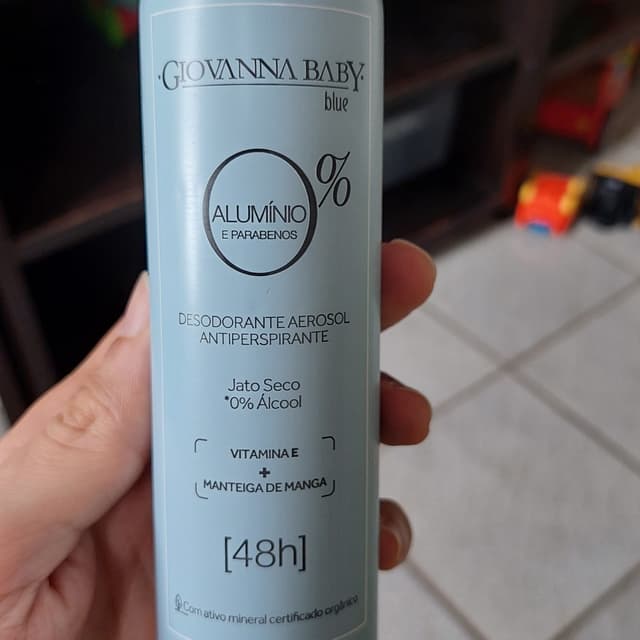 ·GIOVANNA BABY·
blue
0%
ALUMÍNIO
E PARABENOS
DESODORANTE AEROSOL
ANTIPERSPIRANTE
Jato Seco
*0% Álcool
VITAMINA E
+
MANTEIGA DE MANGA
[48h]
Com ativo mineral certificado orgânico